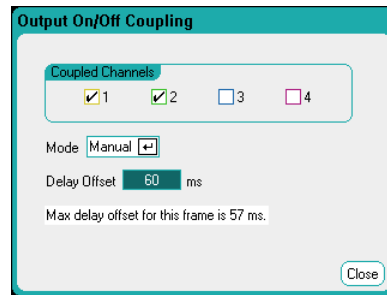 Output On/Off Coupling
Coupled Channels
1 2 3 4
Mode Manual
Delay Offset 60 ms
Max delay offset for this frame is 57 ms.
Close